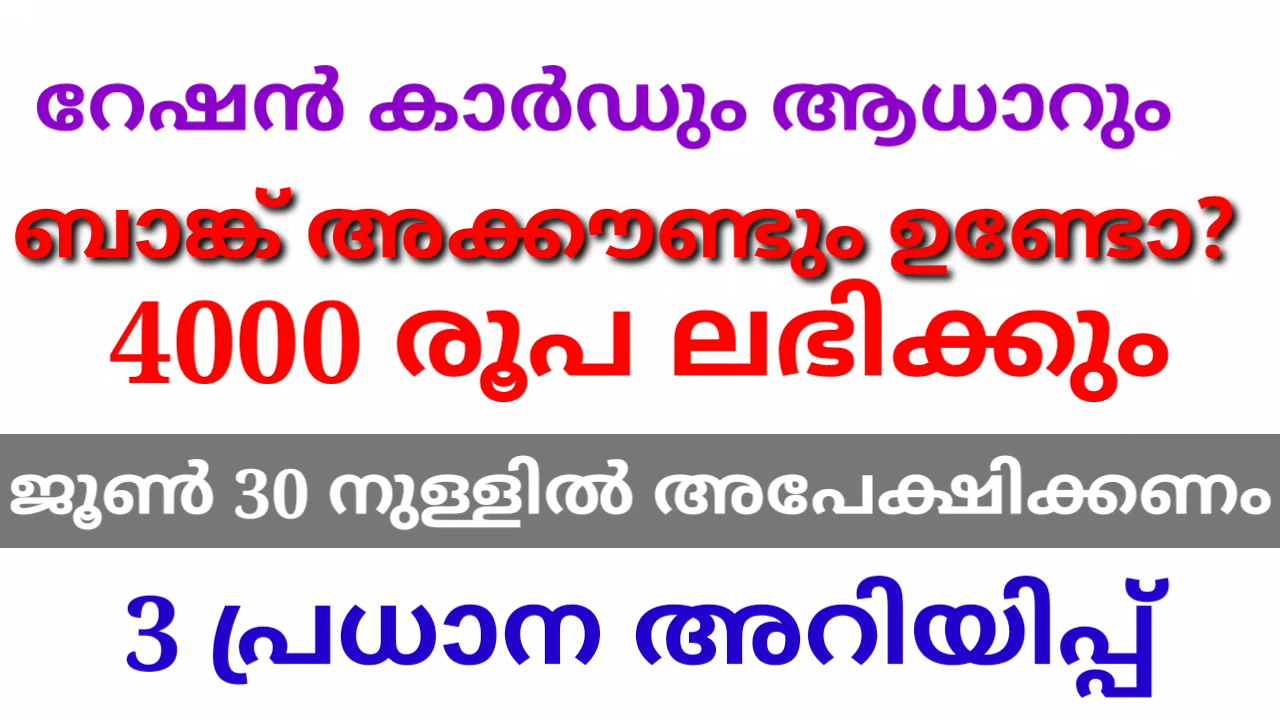 റേഷൻ കാർഡും ആധാറും
ബാങ്ക് അക്കൗണ്ടും ഉണ്ടോ?
4000 രൂപ ലഭിക്കും
ജൂൺ 30 നുള്ളിൽ അപേക്ഷിക്കണം
3 പ്രധാന അറിയിപ്പ്